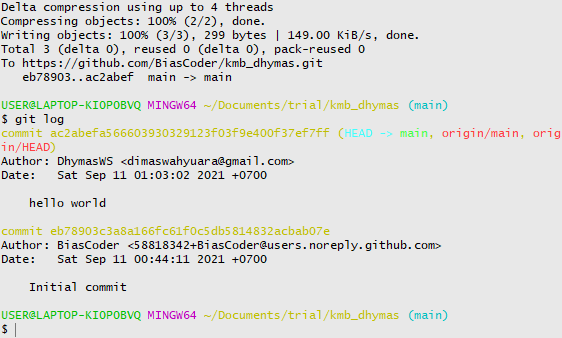 Delta compression using up to 4 threads
Compressing objects: 100% (2/2), done.
Writing objects: 100% (3/3), 299 bytes | 149.00 KiB/s, done.
Total 3 (delta 0), reused 0 (delta 0), pack-reused 0
To https://github.com/BiasCoder/kmb_dhymas.git
   eb78903..ac2abef  main -> main

USER@LAPTOP-KIOPOBVQ MINGW64 ~/Documents/trial/kmb_dhymas (main)
$ git log
commit ac2abefa566603930329123f03f9e400f37ef7ff (HEAD -> main, origin/main, orig
in/HEAD)
Author: DhymasWS <dimaswahyuara@gmail.com>
Date:   Sat Sep 11 01:03:02 2021 +0700

    hello world

commit eb78903c3a8a166fc61f0c5db5814832acbab07e
Author: BiasCoder <58818342+BiasCoder@users.noreply.github.com>
Date:   Sat Sep 11 00:44:11 2021 +0700

    Initial commit

USER@LAPTOP-KIOPOBVQ MINGW64 ~/Documents/trial/kmb_dhymas (main)
$